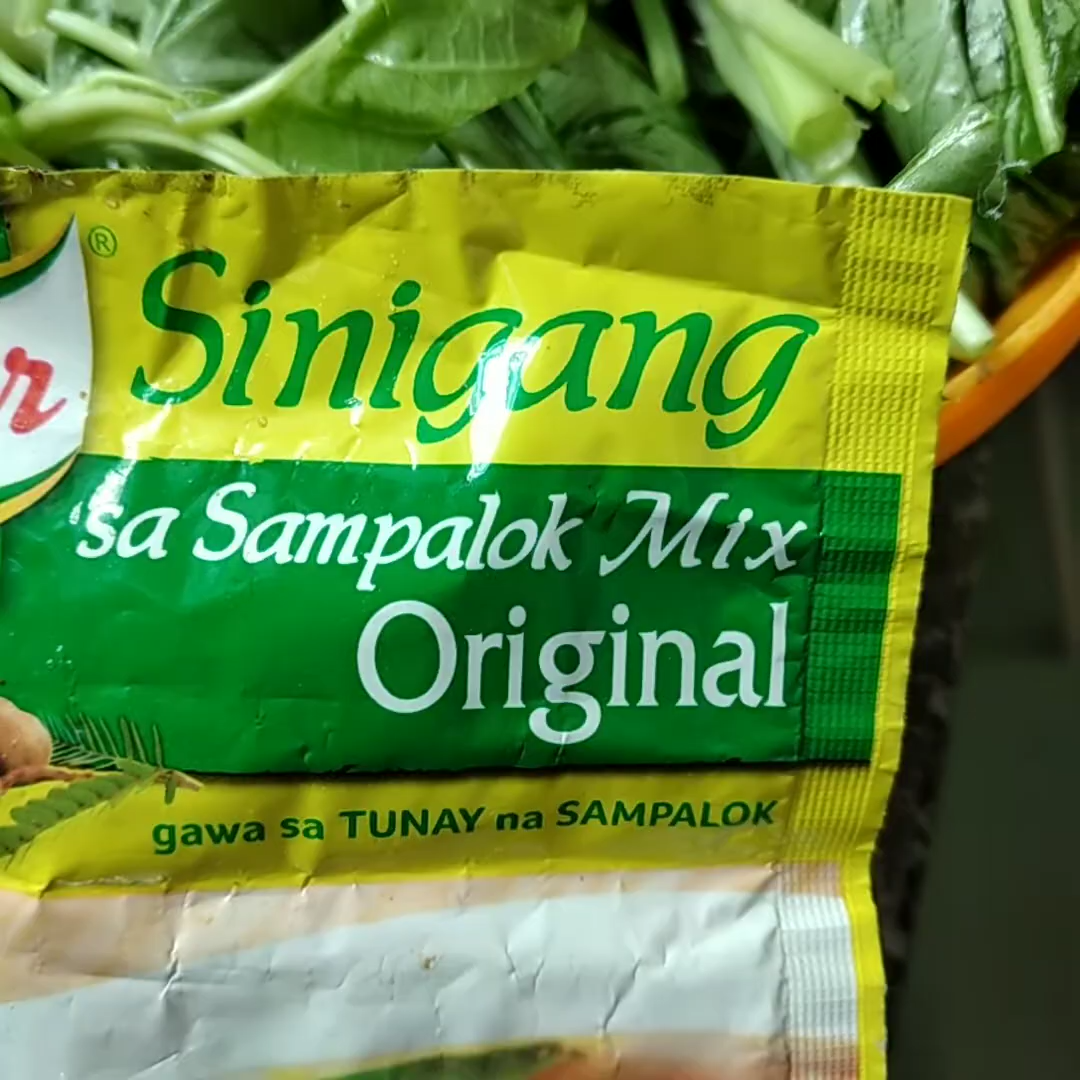 ®
Sinigang
sa Sampalok Mix
Original
gawa sa TUNAY na SAMPALOK